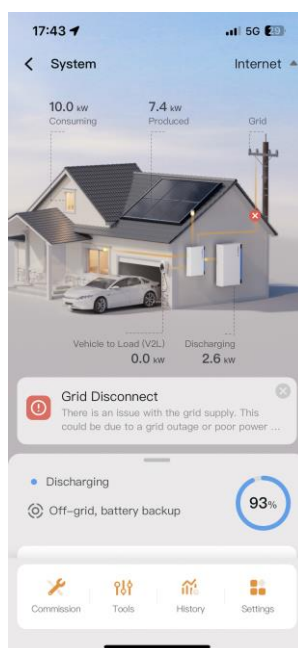 17:43
5G 29
System
Internet
10.0 kW
7.4 kW
Consuming
Produced
Grid
Vehicle to Load (V2L)
Discharging
0.0 kW
2.6 kW
Grid Disconnect
There is an issue with the grid supply. This
could be due to a grid outage or poor power ...
Discharging
Off-grid, battery backup
93%
Commission
Tools
History
Settings